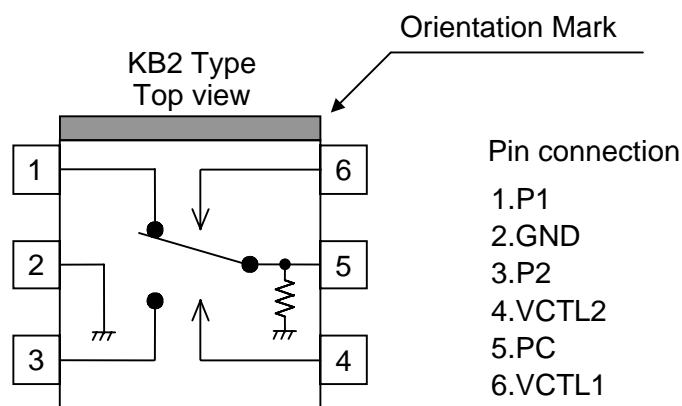 Orientation Mark
KB2 Type
Top view
1
6
2
5
3
4
Pin connection
1.P1
2.GND
3.P2
4.VCTL2
5.PC
6.VCTL1